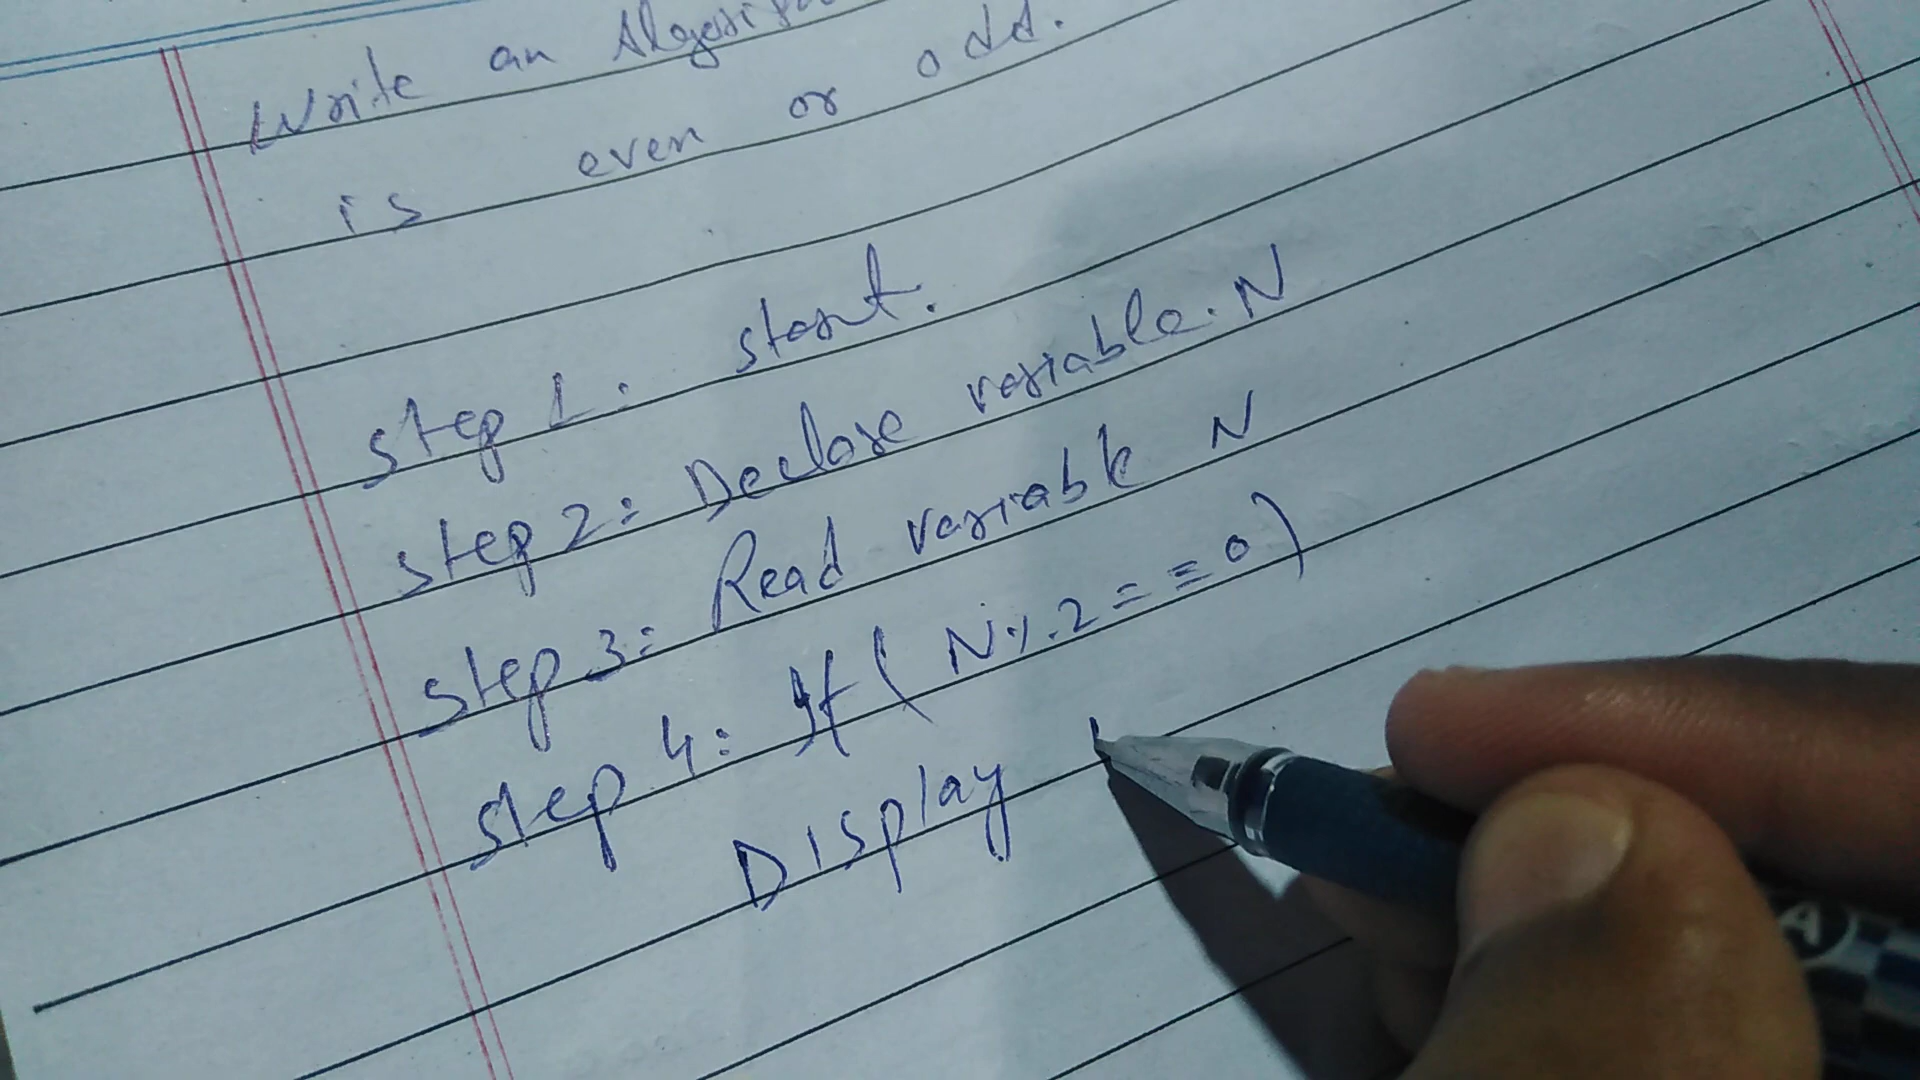 Write an
is even or odd.
step 1: start.
step 2: Declare variable. N
step 3: Read variable N
step 4: If ( N%2 = = 0)
Display
A